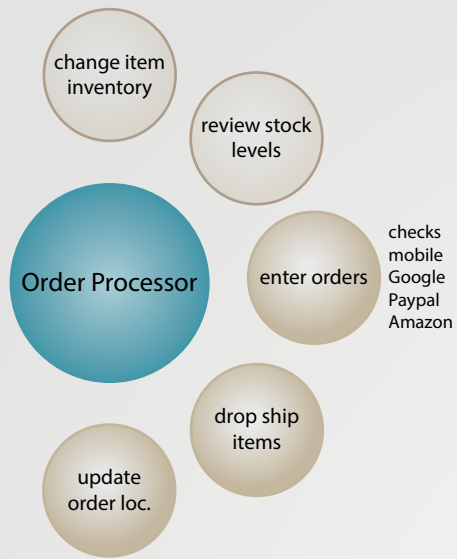 change item
inventory
review stock
levels
Order Processor
enter orders
checks
mobile
Google
Paypal
Amazon
drop ship
items
update
order loc.